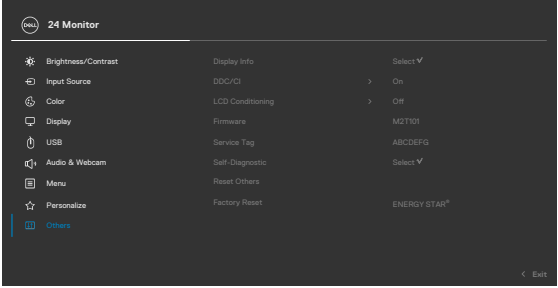 DELL 24 Monitor
Brightness/Contrast Display Info Select ✓
Input Source DDC/CI > On
Color LCD Conditioning > Off
Display Firmware M2T101
USB Service Tag ABCDEFG
Audio & Webcam Self-Diagnostic Select ✓
Menu Reset Others
Personalize Factory Reset ENERGY STAR®
Others
< Exit